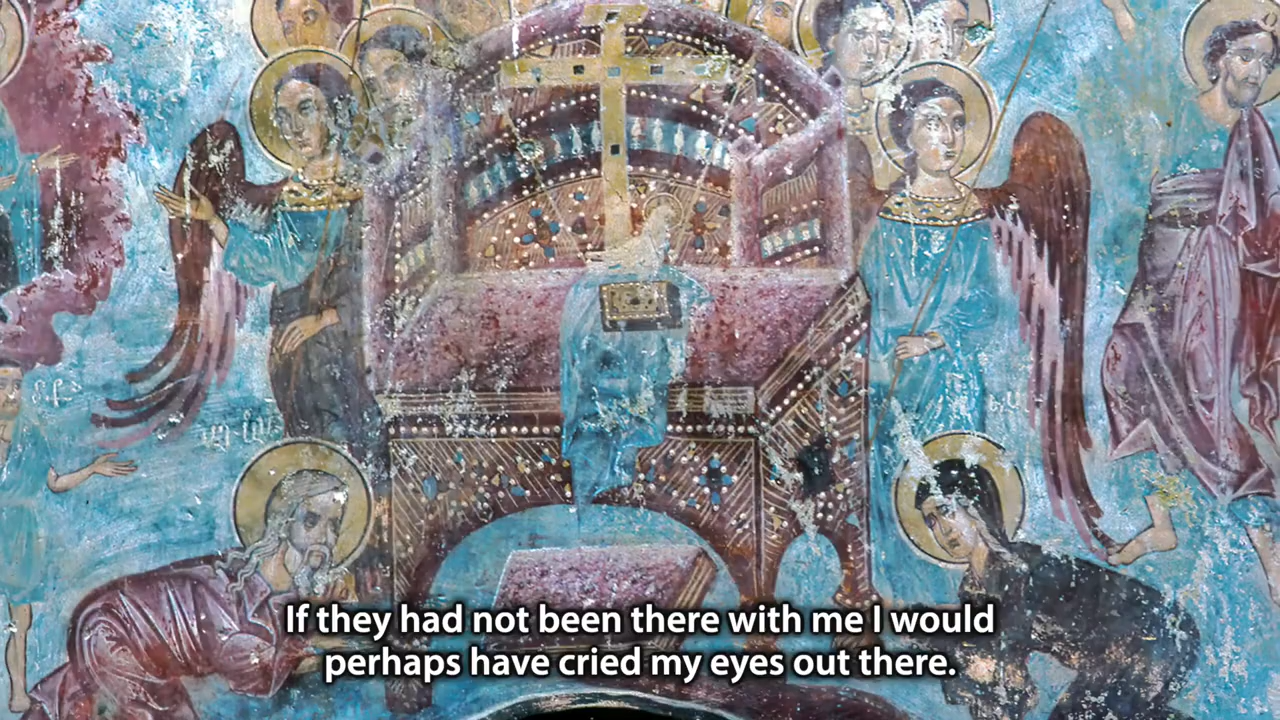 If they had not been there with me I would
perhaps have cried my eyes out there.